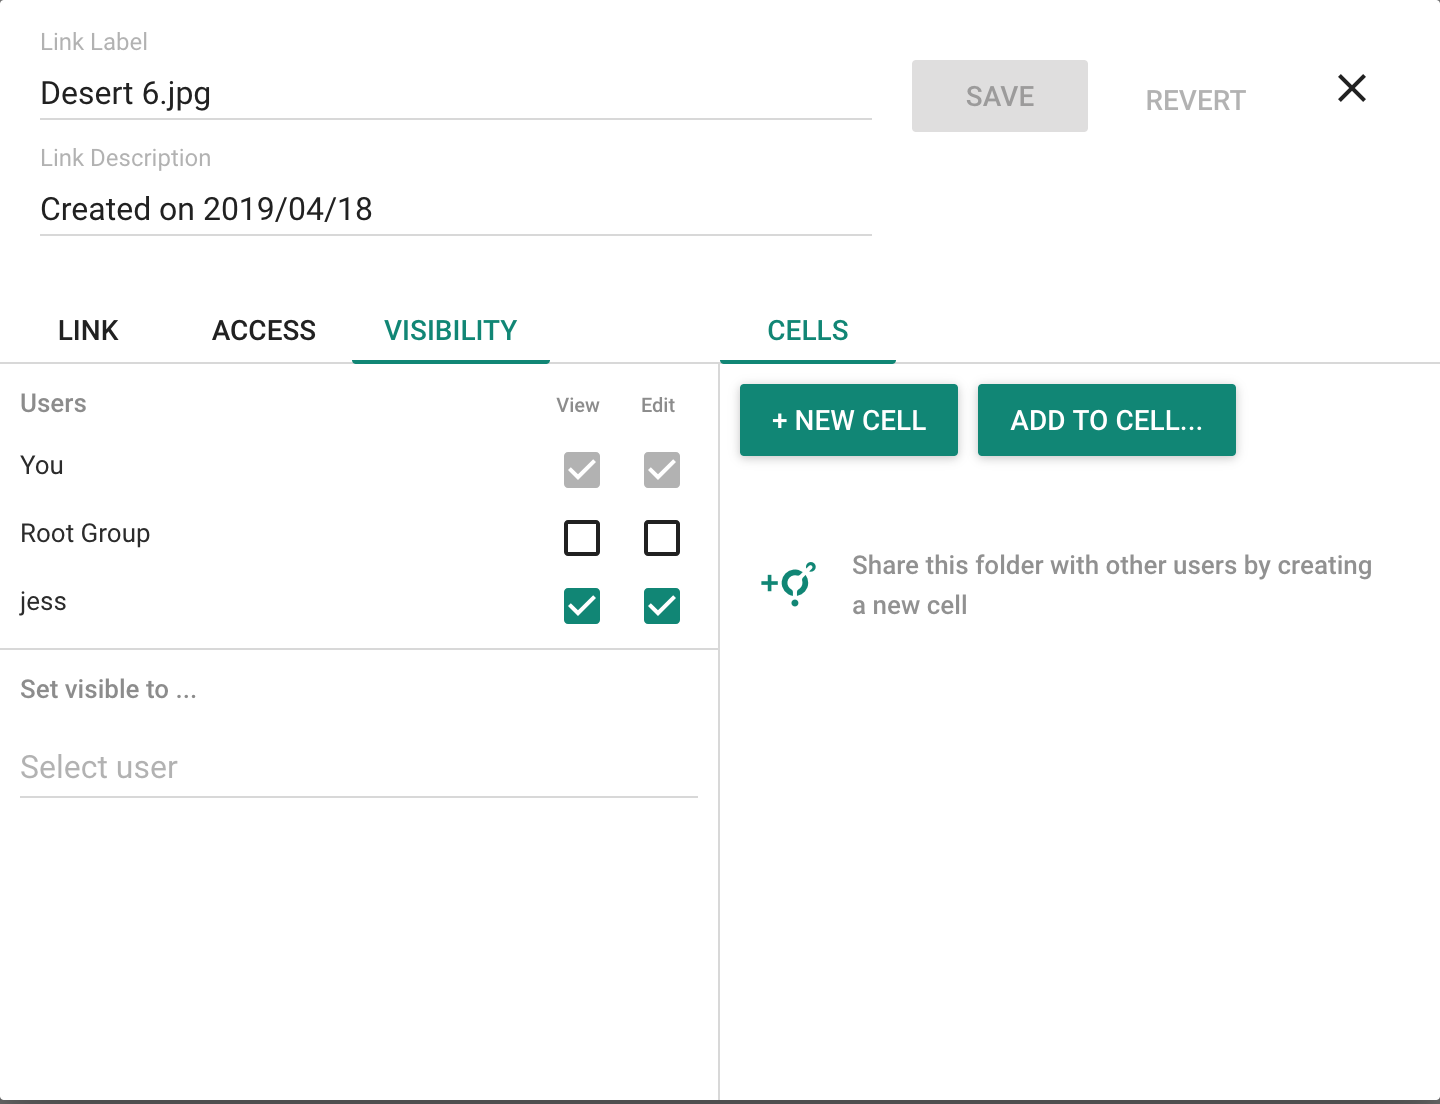 Link Label
Desert 6.jpg
SAVE
REVERT
Link Description
Created on 2019/04/18
LINK
ACCESS
VISIBILITY
CELLS
Users
View
Edit
You
Root Group
jess
Set visible to ...
Select user
+ NEW CELL
ADD TO CELL...
Share this folder with other users by creating
a new cell